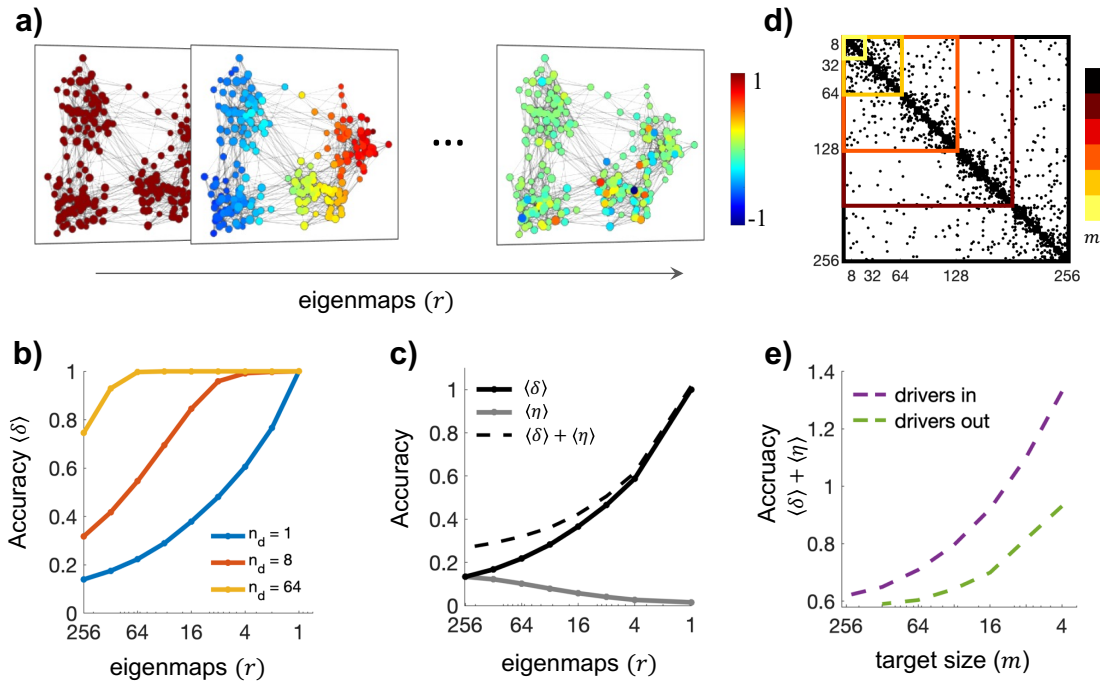 a)
1
-1
...
eigenmaps (r)
d)
8
32
64
128
256
8 32 64 128 256
m
b)
Accuracy ⟨δ⟩
1
0.8
0.6
0.4
0.2
0
n_d = 1
n_d = 8
n_d = 64
256 64 16 4 1
eigenmaps (r)
c)
Accuracy
1
0.8
0.6
0.4
0.2
0
⟨δ⟩
⟨η⟩
⟨δ⟩ + ⟨η⟩
256 64 16 4 1
eigenmaps (r)
e)
Accruacy
⟨δ⟩ + ⟨η⟩
1.4
1.2
1
0.8
0.6
drivers in
drivers out
256 64 16 4
target size (m)